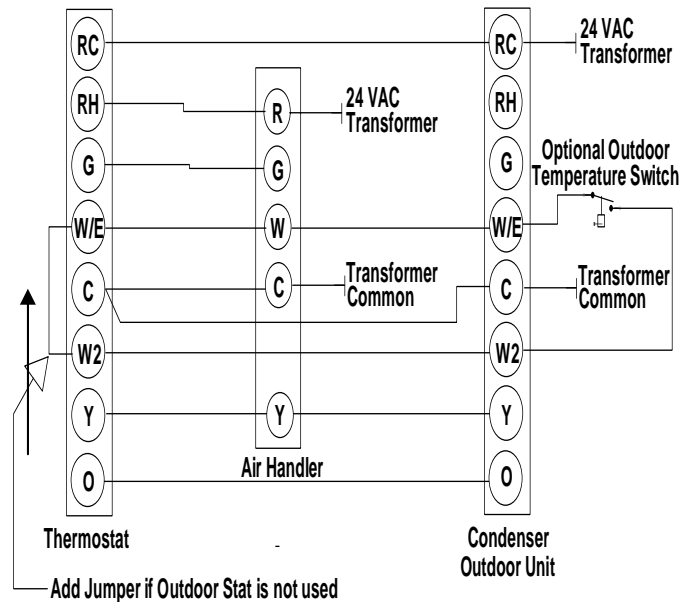 RC
RH
G
W/E
C
W2
Y
O
Thermostat
R
G
W
C
Y
Air Handler
24 VAC
Transformer
Transformer
Common
RC
RH
G
W/E
C
W2
Y
O
Condenser
Outdoor Unit
24 VAC
Transformer
Optional Outdoor
Temperature Switch
Transformer
Common
-
Add Jumper if Outdoor Stat is not used